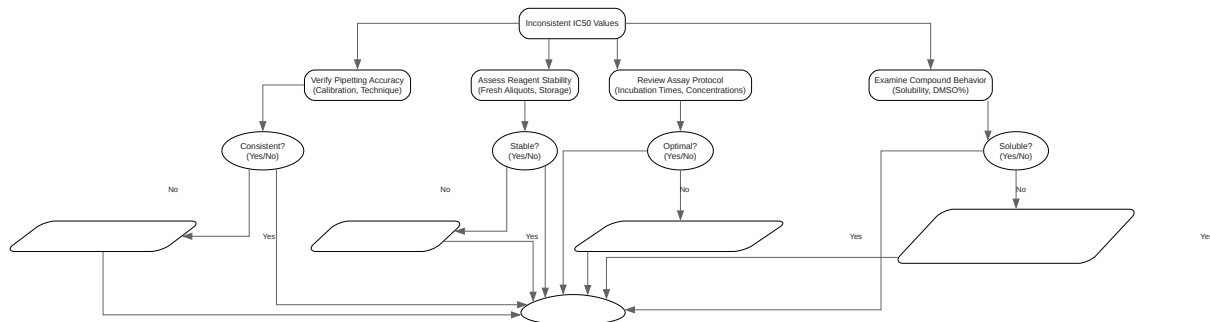 Inconsistent IC50 Values
Verify Pipetting Accuracy
(Calibration, Technique)
Assess Reagent Stability
(Fresh Aliquots, Storage)
Review Assay Protocol
(Incubation Times, Concentrations)
Examine Compound Behavior
(Solubility, DMSO%)
Consistent?
(Yes/No)
Stable?
(Yes/No)
Optimal?
(Yes/No)
Soluble?
(Yes/No)
No
No
No
No
Yes
Yes
Yes